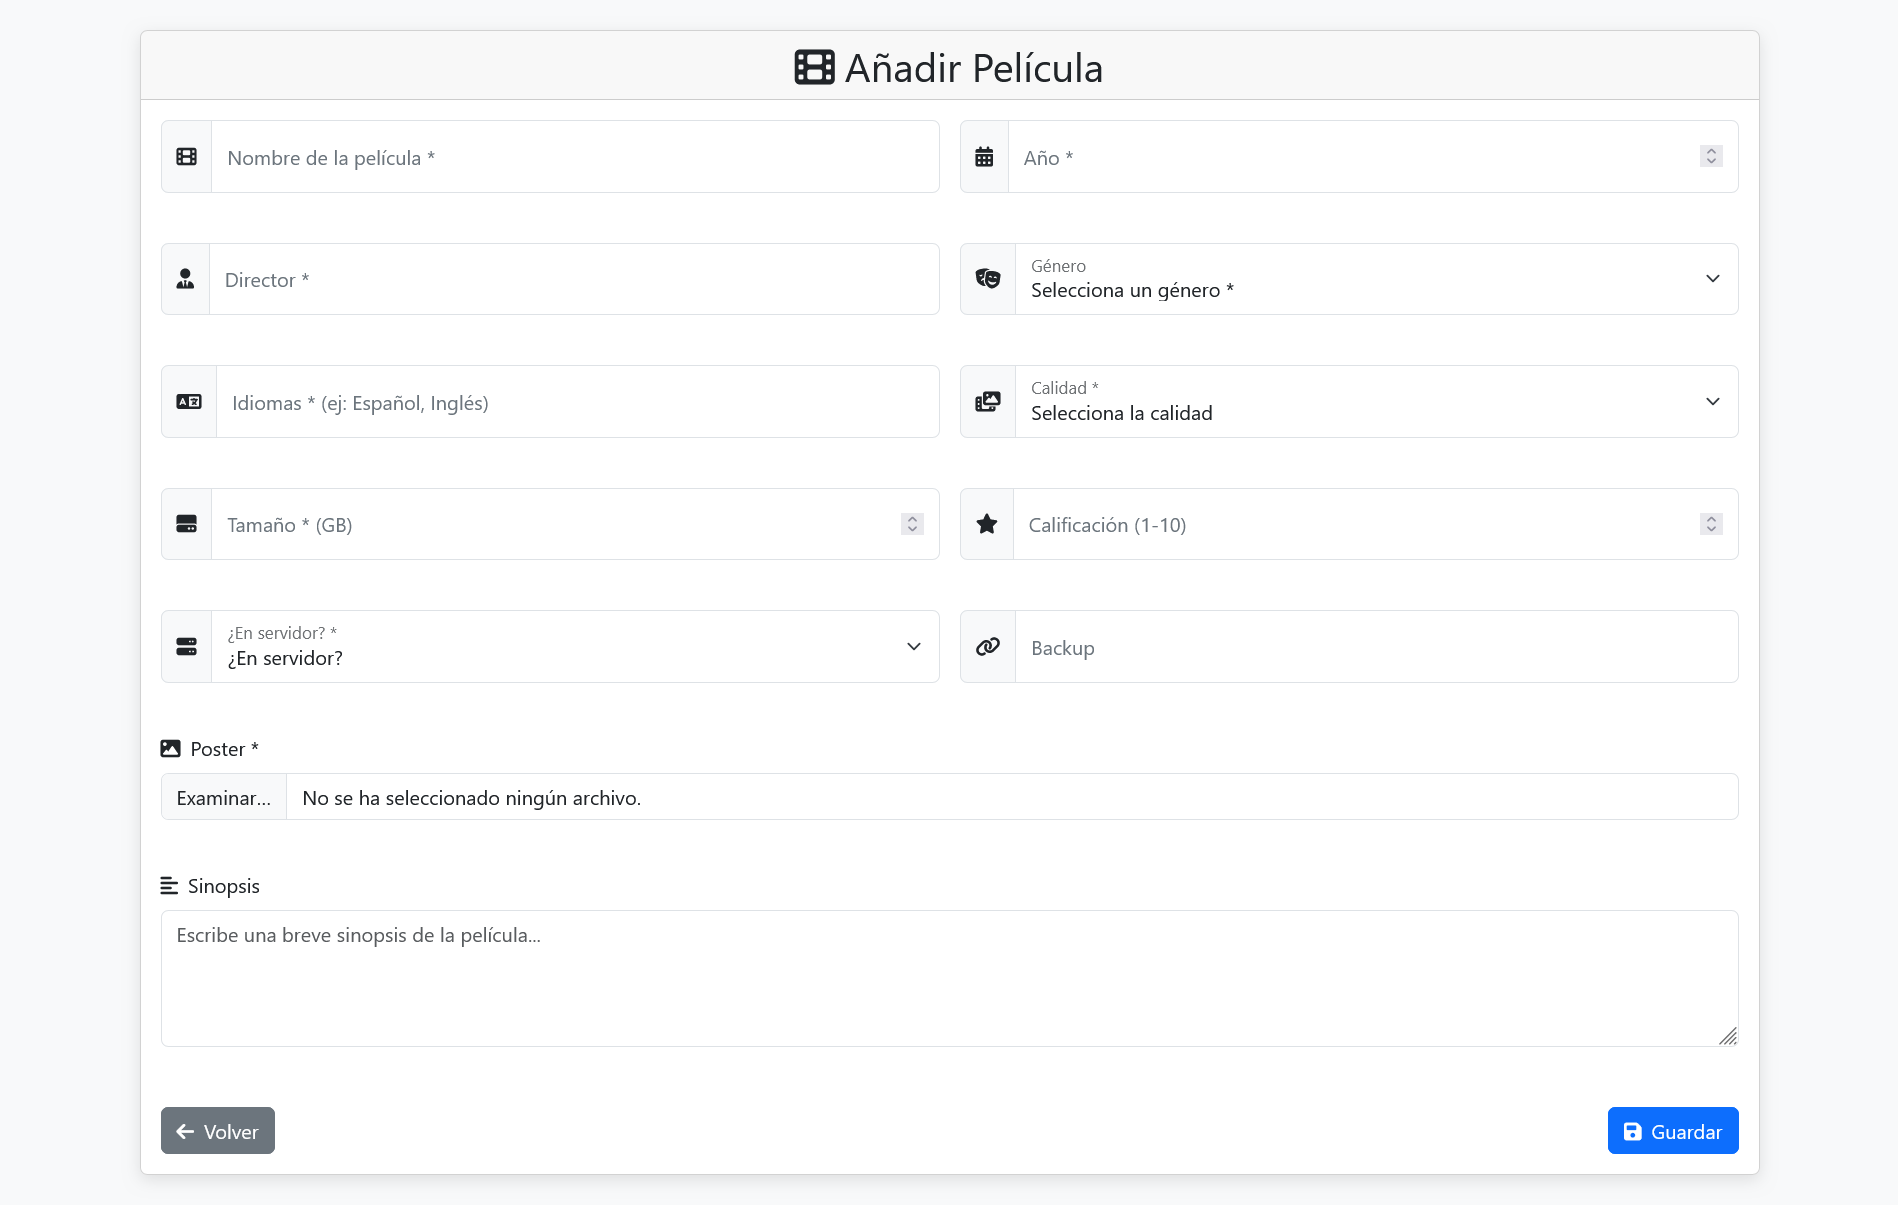 Añadir Película
Nombre de la película *
Año *
Director *
Género
Selecciona un género *
Idiomas * (ej: Español, Inglés)
Calidad *
Selecciona la calidad
Tamaño * (GB)
Calificación (1-10)
¿En servidor? *
¿En servidor?
Backup
Poster *
Examinar...
No se ha seleccionado ningún archivo.
Sinopsis
Escribe una breve sinopsis de la película...
Volver
Guardar